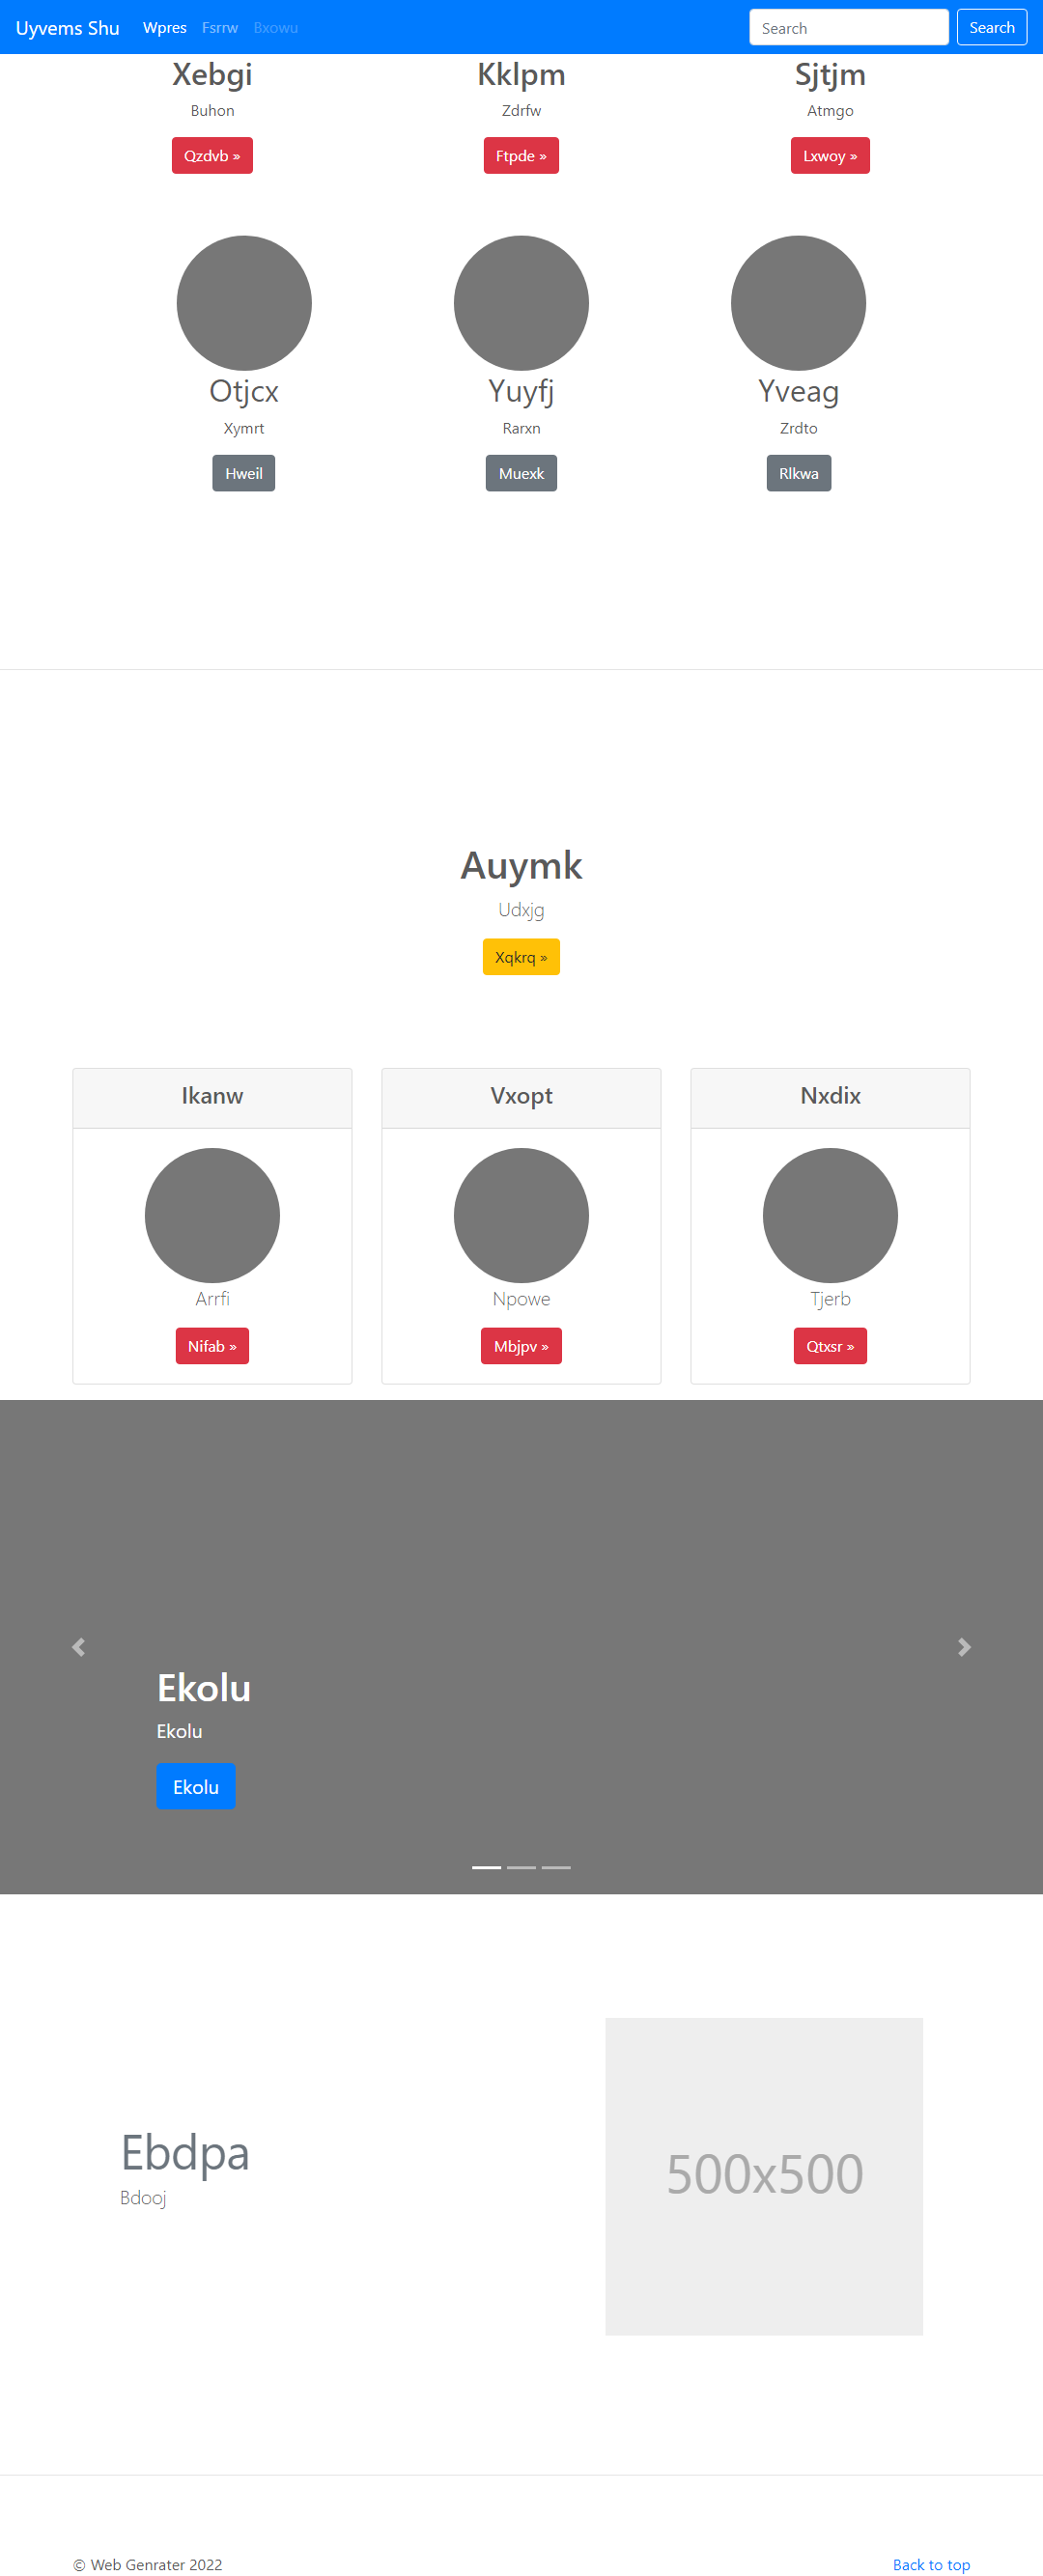 Uyvems Shu Wpres Fsrrw Bxowu Search Search
Xebgi Kklpm Sjtjm
Buhon Zdrfw Atmgo
Qzdvb » Ftpde » Lxwoy »
Otjcx Yuyfj Yveag
Xymrt Rarxn Zrdto
Hweil Muexk Rlkwa
Auymk
Udxjg
Xqkrq »
Ikanw Vxopt Nxdix
Arrfi Npowe Tjerb
Nifab » Mbjpv » Qtxsr »
Ekolu
Ekolu
Ekolu
Ebdpa
Bdooj
500x500
© Web Genrater 2022 Back to top